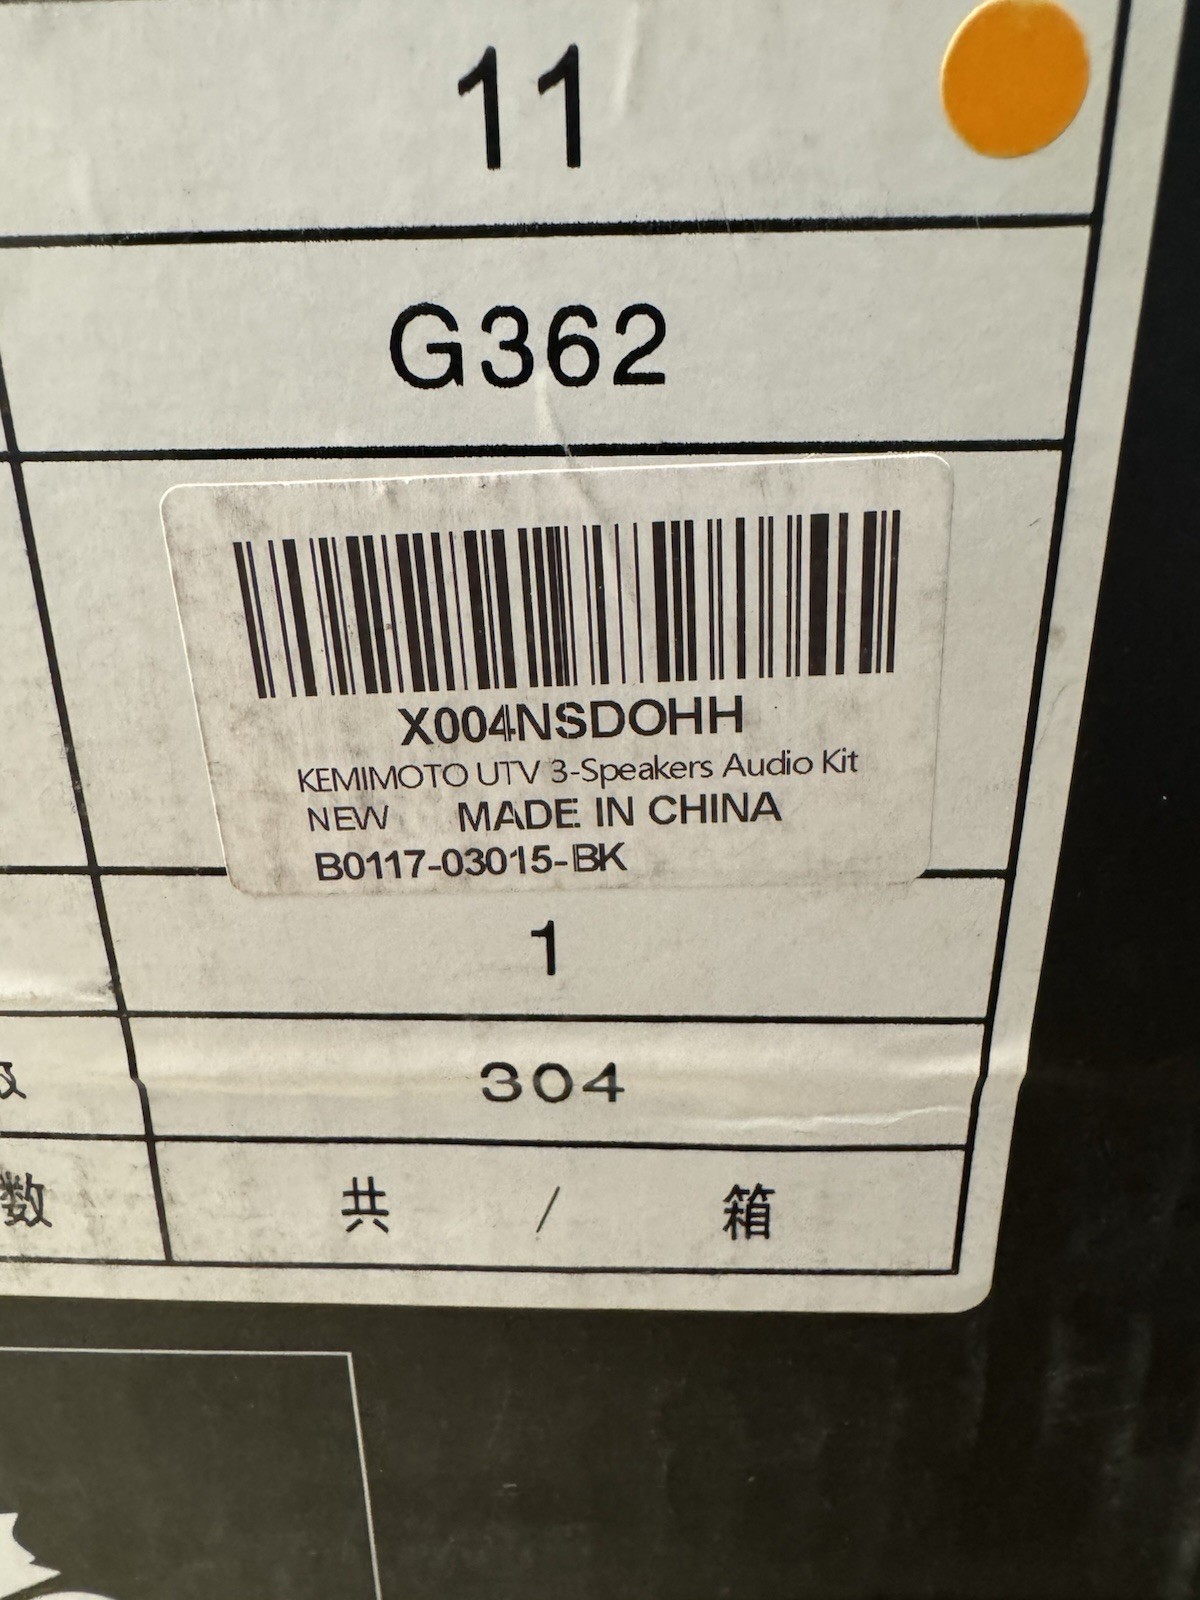 11
G362
X004NSDOHH
KEMIMOTO UTV 3-Speakers Audio Kit
NEW MADE IN CHINA
B0117-03015-BK
1
304
数 共 / 箱